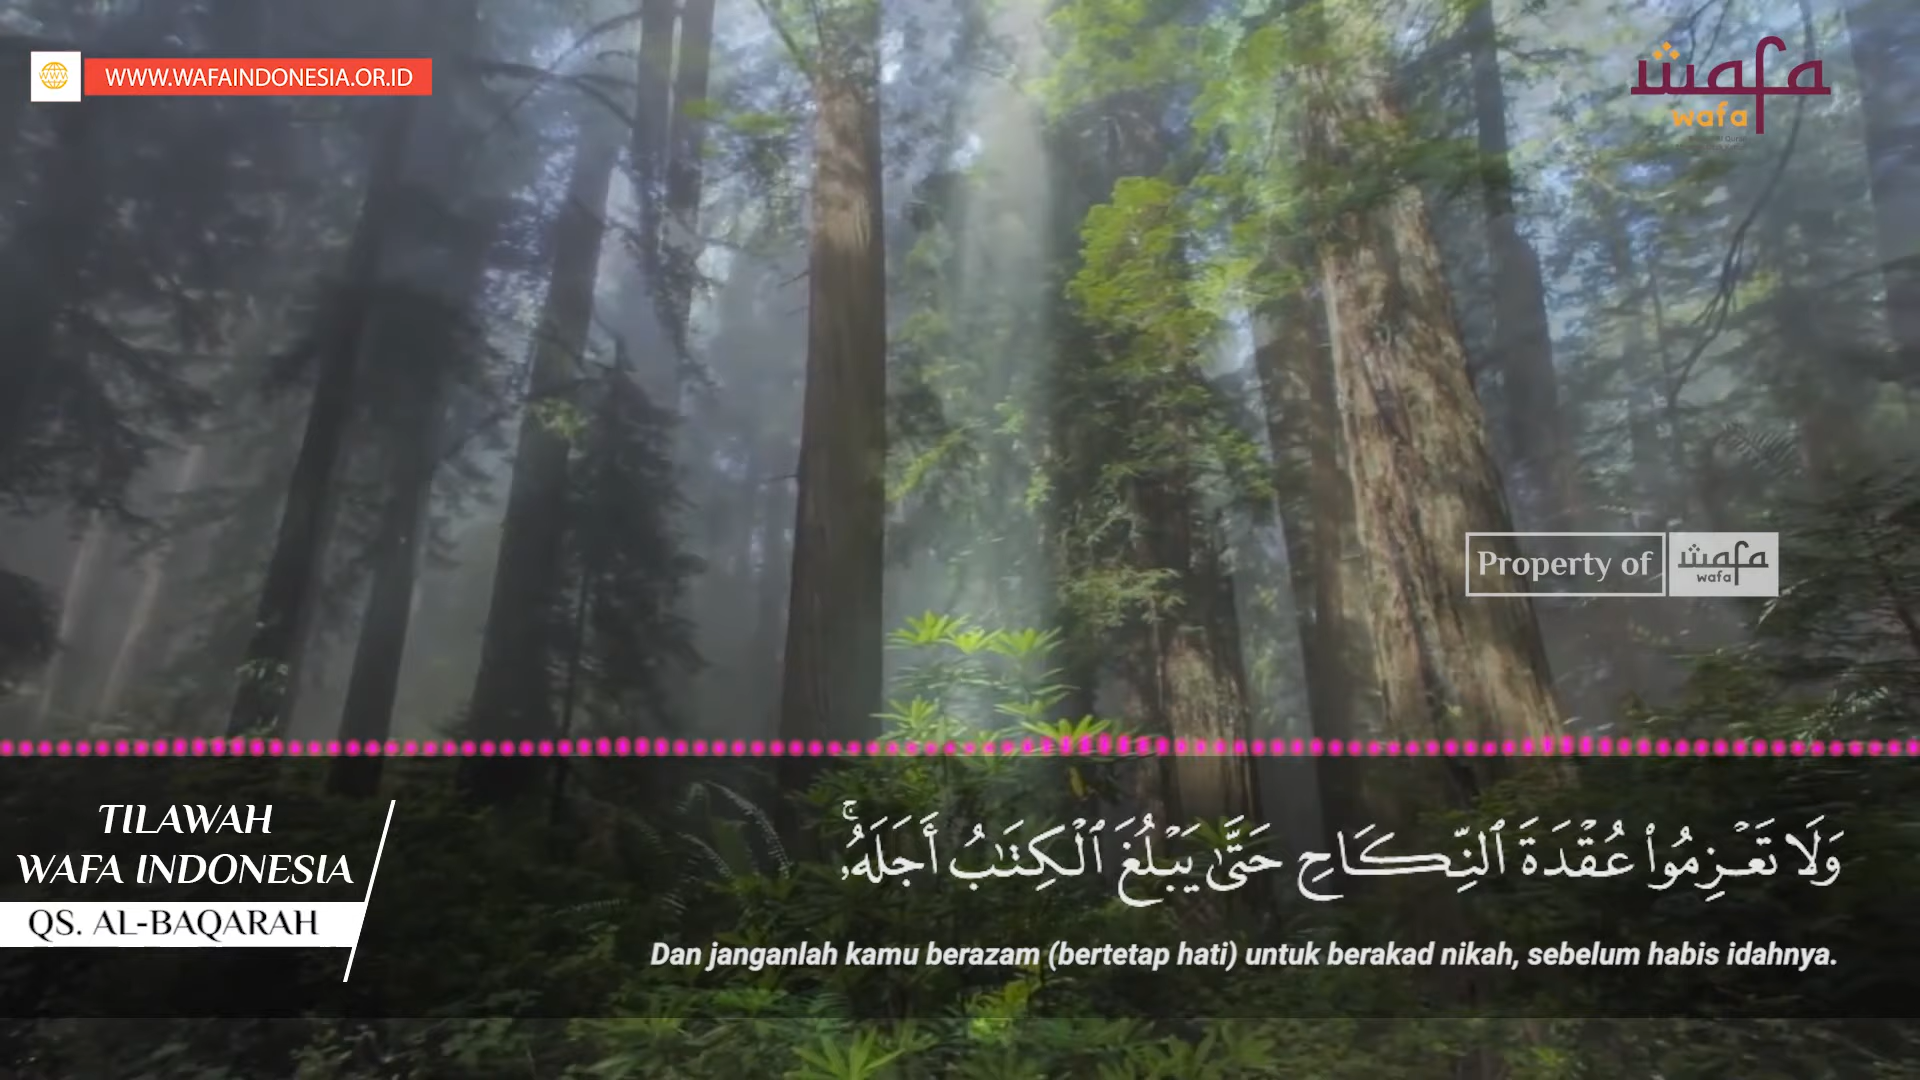 WWW.WAFAINDONESIA.OR.ID
wafa
wafa
Property of
wafa
wafa
TILAWAH
WAFA INDONESIA
QS. AL-BAQARAH
وَلَا تَعۡزِمُواْ عُقۡدَةَ ٱلنِّكَاحِ حَتَّىٰ يَبۡلُغَ ٱلۡكِتَٰبُ أَجَلَهُۥۚ
Dan janganlah kamu berazam (bertetap hati) untuk berakad nikah, sebelum habis idahnya.